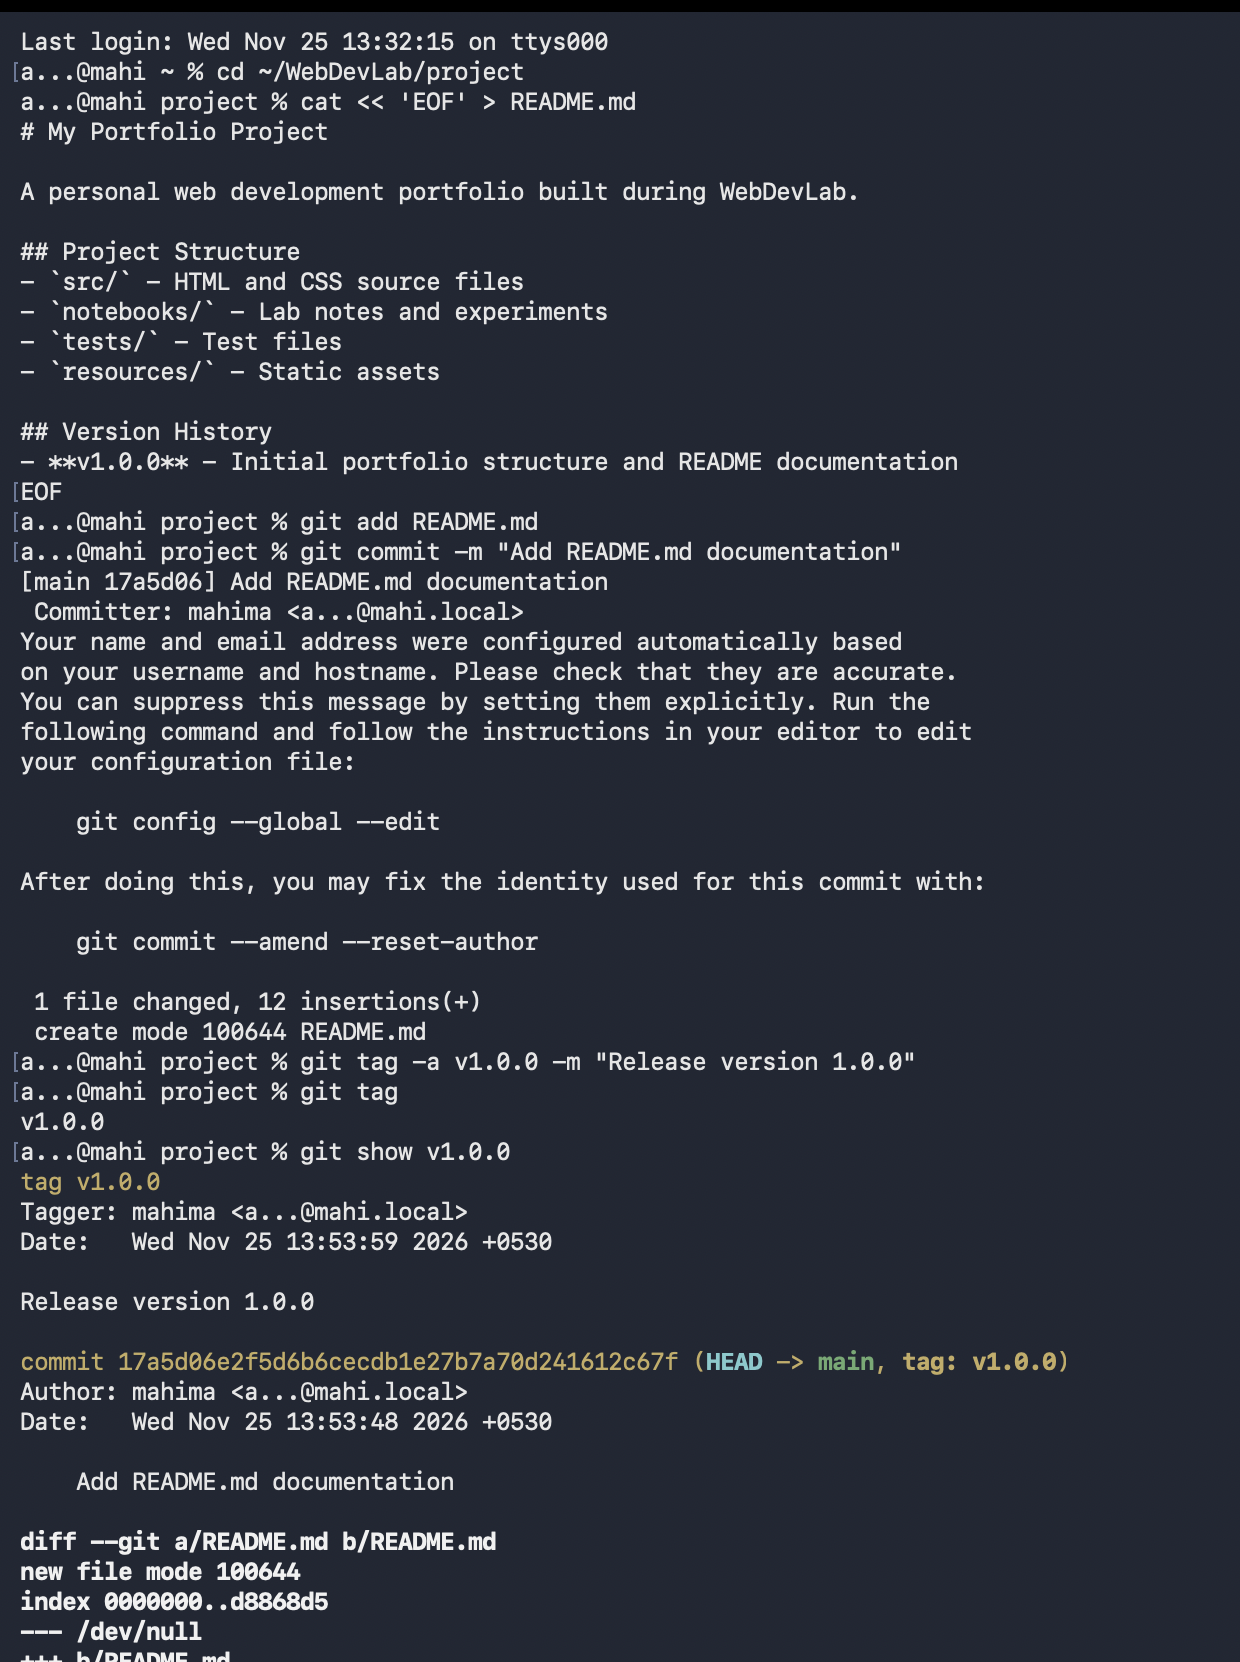 Last login: Wed Nov 25 13:32:15 on ttys000
[a...@mahi ~ % cd ~/WebDevLab/project
a...@mahi project % cat << 'EOF' > README.md
# My Portfolio Project

A personal web development portfolio built during WebDevLab.

## Project Structure
- `src/` - HTML and CSS source files
- `notebooks/` - Lab notes and experiments
- `tests/` - Test files
- `resources/` - Static assets

## Version History
- **v1.0.0** - Initial portfolio structure and README documentation
[EOF
[a...@mahi project % git add README.md
[a...@mahi project % git commit -m "Add README.md documentation"
[main 17a5d06] Add README.md documentation
 Committer: mahima <a...@mahi.local>
Your name and email address were configured automatically based
on your username and hostname. Please check that they are accurate.
You can suppress this message by setting them explicitly. Run the
following command and follow the instructions in your editor to edit
your configuration file:

    git config --global --edit

After doing this, you may fix the identity used for this commit with:

    git commit --amend --reset-author

 1 file changed, 12 insertions(+)
 create mode 100644 README.md
[a...@mahi project % git tag -a v1.0.0 -m "Release version 1.0.0"
[a...@mahi project % git tag
v1.0.0
[a...@mahi project % git show v1.0.0
tag v1.0.0
Tagger: mahima <a...@mahi.local>
Date:   Wed Nov 25 13:53:59 2026 +0530

Release version 1.0.0

commit 17a5d06e2f5d6b6cecdb1e27b7a70d241612c67f (HEAD -> main, tag: v1.0.0)
Author: mahima <a...@mahi.local>
Date:   Wed Nov 25 13:53:48 2026 +0530

    Add README.md documentation

diff --git a/README.md b/README.md
new file mode 100644
index 0000000..d8868d5
--- /dev/null
+++ b/README.md